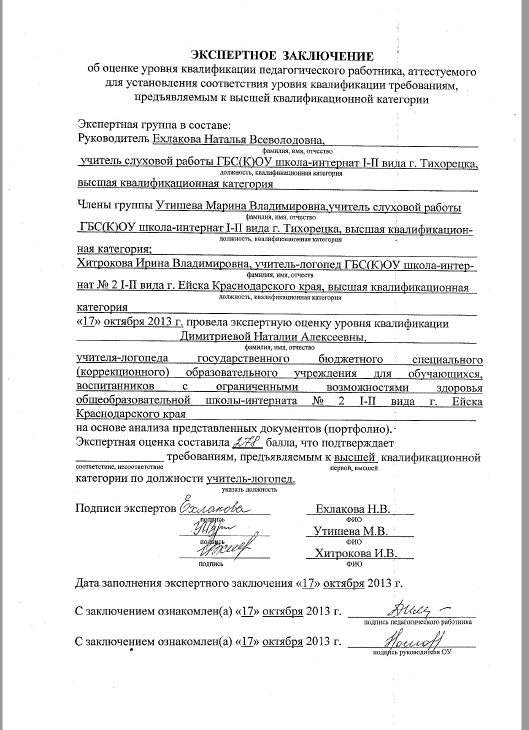 ЭКСПЕРТНОЕ ЗАКЛЮЧЕНИЕ
об оценке уровня квалификации педагогического работника, аттестуемого
для установления соответствия уровня квалификации требованиям,
предъявляемым к высшей квалификационной категории
Экспертная группа в составе:
Руководитель Ехлакова Наталья Всеволодовна,
фамилия, имя, отчество
учитель слуховой работы ГБС(К)ОУ школа-интернат I-II вида г. Тихорецка,
должность, квалификационная категория
высшая квалификационная категория
Члены группы Утишева Марина Владимировна,учитель слуховой работы
фамилия, имя, отчество
ГБС(К)ОУ школа-интернат I-II вида г. Тихорецка, высшая квалификацион-
должность, квалификационная категория
ная категория;
Хитрокова Ирина Владимировна, учитель-логопед ГБС(К)ОУ школа-интер-
фамилия, имя, отчеств
нат № 2 I-II вида г. Ейска Краснодарского края, высшая квалификационная
должность, квалификационная категория
категория
«17» октября 2013 г. провела экспертную оценку уровня квалификации
Димитриевой Наталии Алексеевны,
фамилия, имя, отчество
учителя-логопеда государственного бюджетного специального
(коррекционного) образовательного учреждения для обучающихся,
воспитанников с ограниченными возможностями здоровья
общеобразовательной школы-интерната № 2 I-II вида г. Ейска
Краснодарского края
на основе анализа представленных документов (портфолио).
Экспертная оценка составила 278 балла, что подтверждает
требованиям, предъявляемым к высшей квалификационной
соответствие, несоответствие первой, высшей
категории по должности учитель-логопед.
указать должность
Подписи экспертов Ехлакова Ехлакова Н.В.
подпись ФИО
Утишева М.В.
подпись ФИО
Хитрокова И.В.
подпись ФИО
Дата заполнения экспертного заключения «17» октября 2013 г.
С заключением ознакомлен(а) «17» октября 2013 г.
подпись педагогического работника
С заключением ознакомлен(а) «17» октября 2013 г.
подпись руководителя ОУ